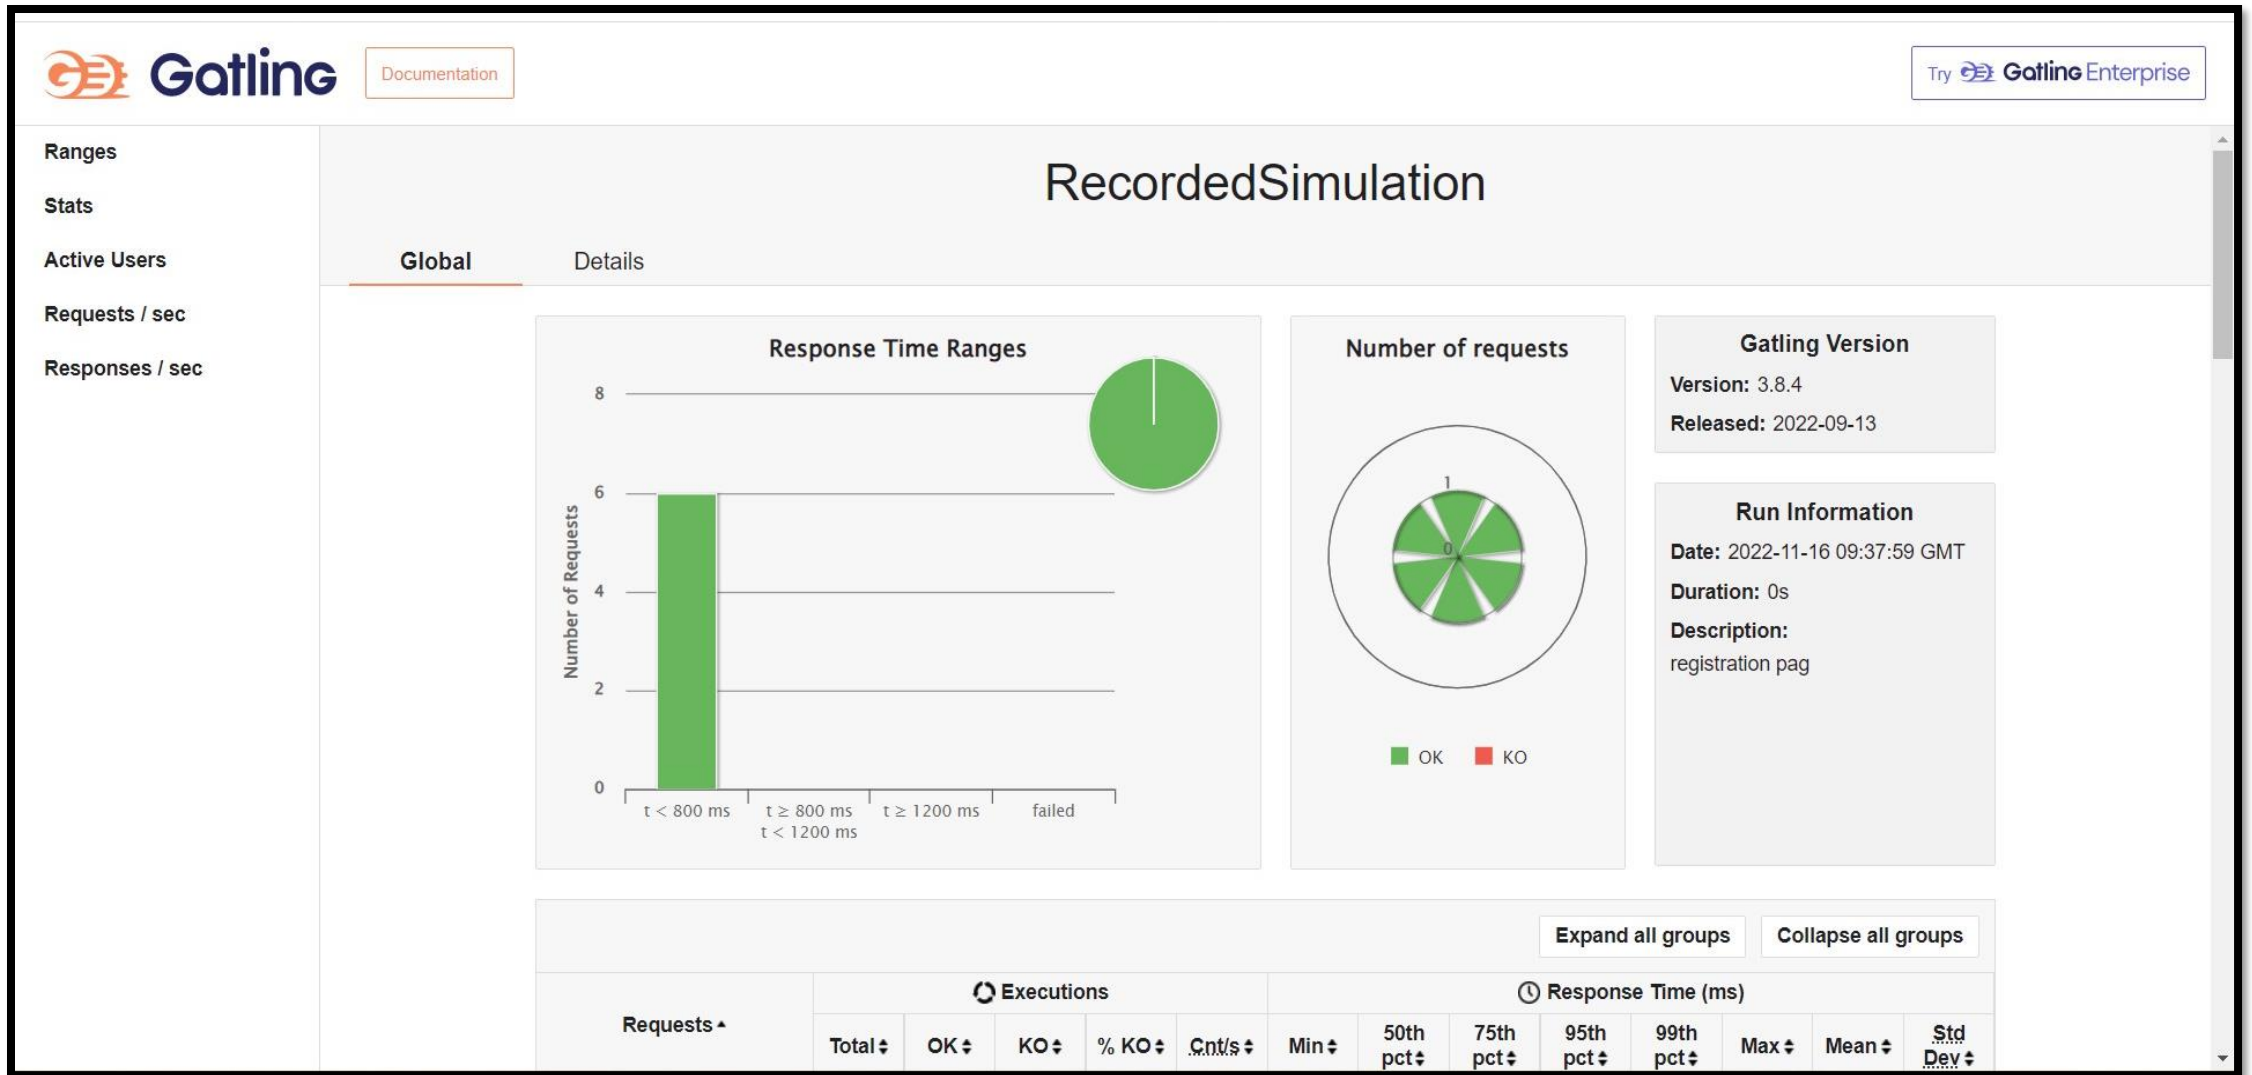 Gatling
Documentation
Try Gatling Enterprise
Ranges
Stats
Active Users
Requests / sec
Responses / sec
RecordedSimulation
Global
Details
Response Time Ranges
Number of Requests
8
6
4
2
0
t < 800 ms
t ≥ 800 ms
t < 1200 ms
t ≥ 1200 ms
failed
Number of requests
1
0
OK
KO
Gatling Version
Version: 3.8.4
Released: 2022-09-13
Run Information
Date: 2022-11-16 09:37:59 GMT
Duration: 0s
Description:
registration pag
Expand all groups
Collapse all groups
Requests
Executions
Response Time (ms)
Total
OK
KO
% KO
Cnt/s
Min
50th
pct
75th
pct
95th
pct
99th
pct
Max
Mean
Std
Dev